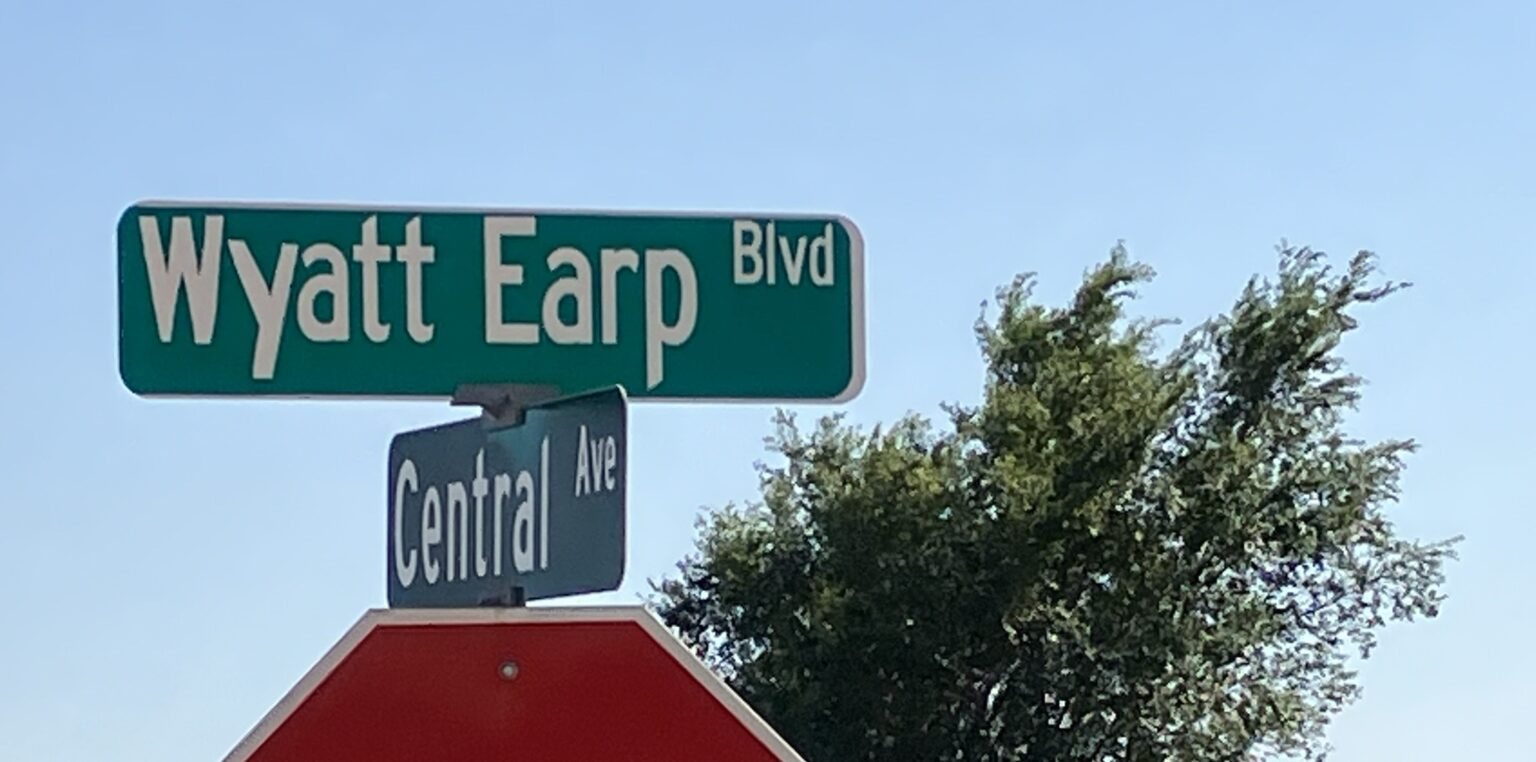 Wyatt Earp Blvd
Central Ave